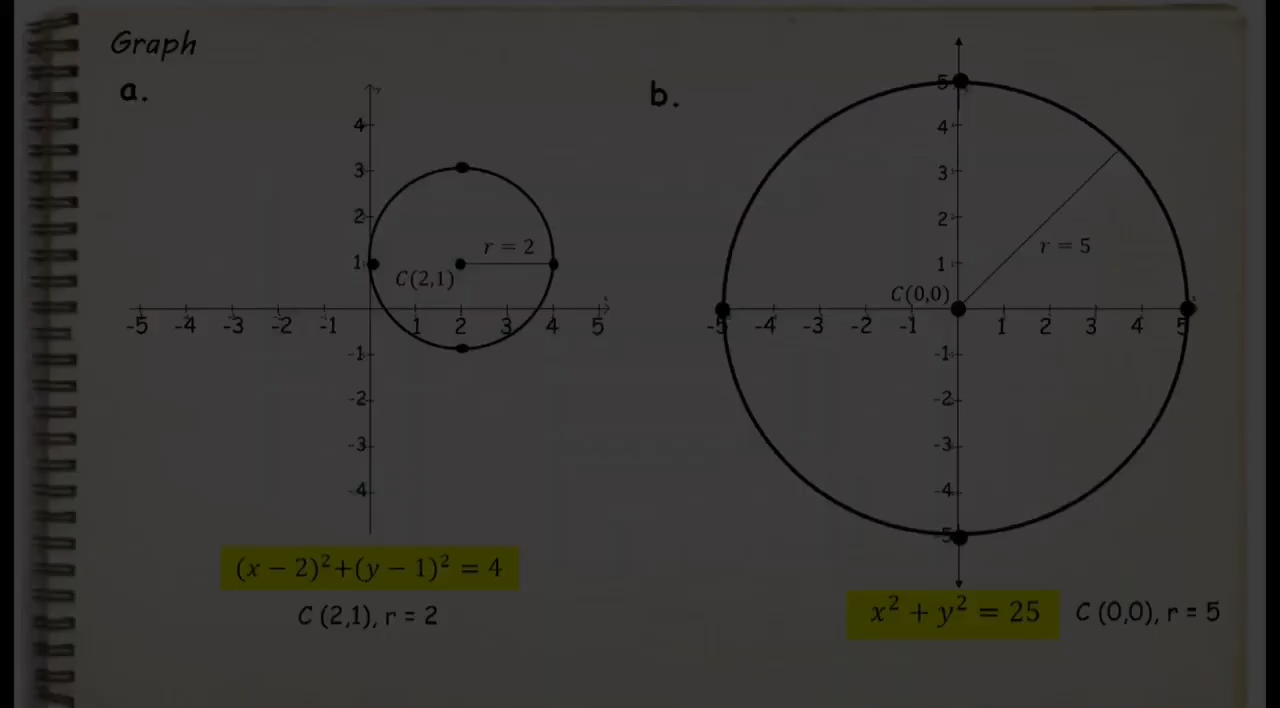 Graph
a.
b.
y
4
3
2
1
-1
-2
-3
-4
-5 -4 -3 -2 -1 1 2 3 4 5
x
r = 2
C(2,1)
5
4
3
2
1
-1
-2
-3
-4
-5
-5 -4 -3 -2 -1 1 2 3 4 5
r = 5
C(0,0)
(x − 2)²+(y − 1)² = 4
C (2,1), r = 2
x² + y² = 25 C (0,0), r = 5